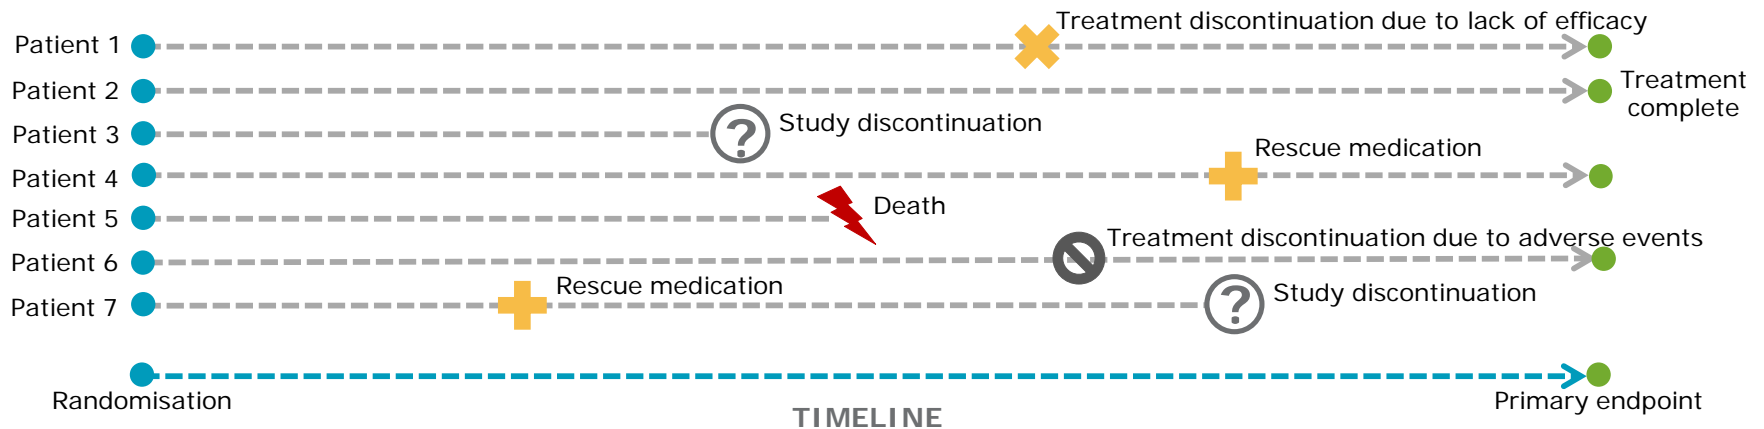 Treatment discontinuation due to lack of efficacy
Patient 1
Patient 2
Treatment
complete
Patient 3
?
Study discontinuation
Rescue medication
Patient 4
Patient 5
Death
Treatment discontinuation due to adverse events
Patient 6
Rescue medication
Patient 7
?
Study discontinuation
Randomisation
Primary endpoint
TIMELINE